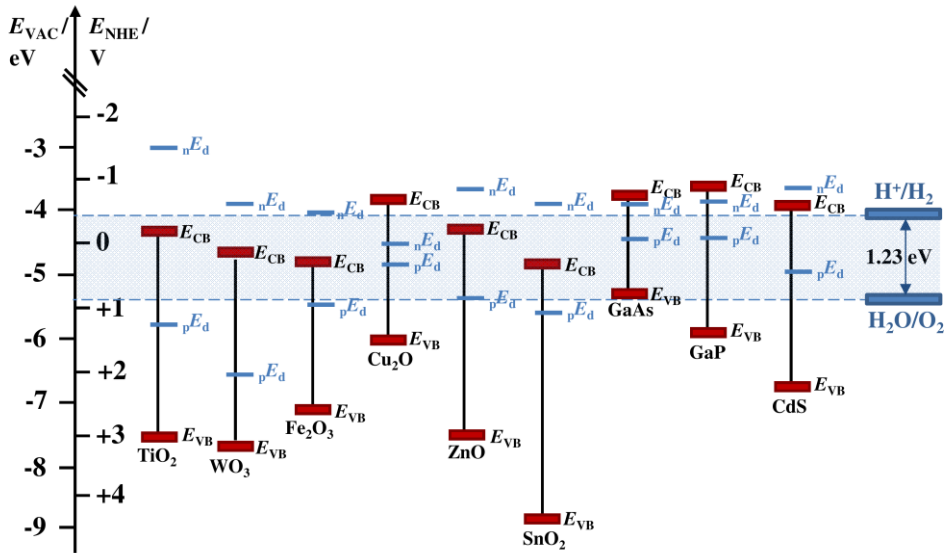 E_VAC / eV
E_NHE / V
-3
-4
-5
-6
-7
-8
-9
-2
-1
0
+1
+2
+3
+4
nE_d
E_CB
pE_d
E_VB
TiO2
nE_d
E_CB
pE_d
E_VB
WO3
nE_d
E_CB
pE_d
E_VB
Fe2O3
E_CB
nE_d
pE_d
E_VB
Cu2O
nE_d
E_CB
pE_d
E_VB
ZnO
nE_d
E_CB
pE_d
E_VB
SnO2
E_CB
nE_d
pE_d
E_VB
GaAs
E_CB
nE_d
pE_d
E_VB
GaP
nE_d
E_CB
pE_d
E_VB
CdS
H+/H2
1.23 eV
H2O/O2